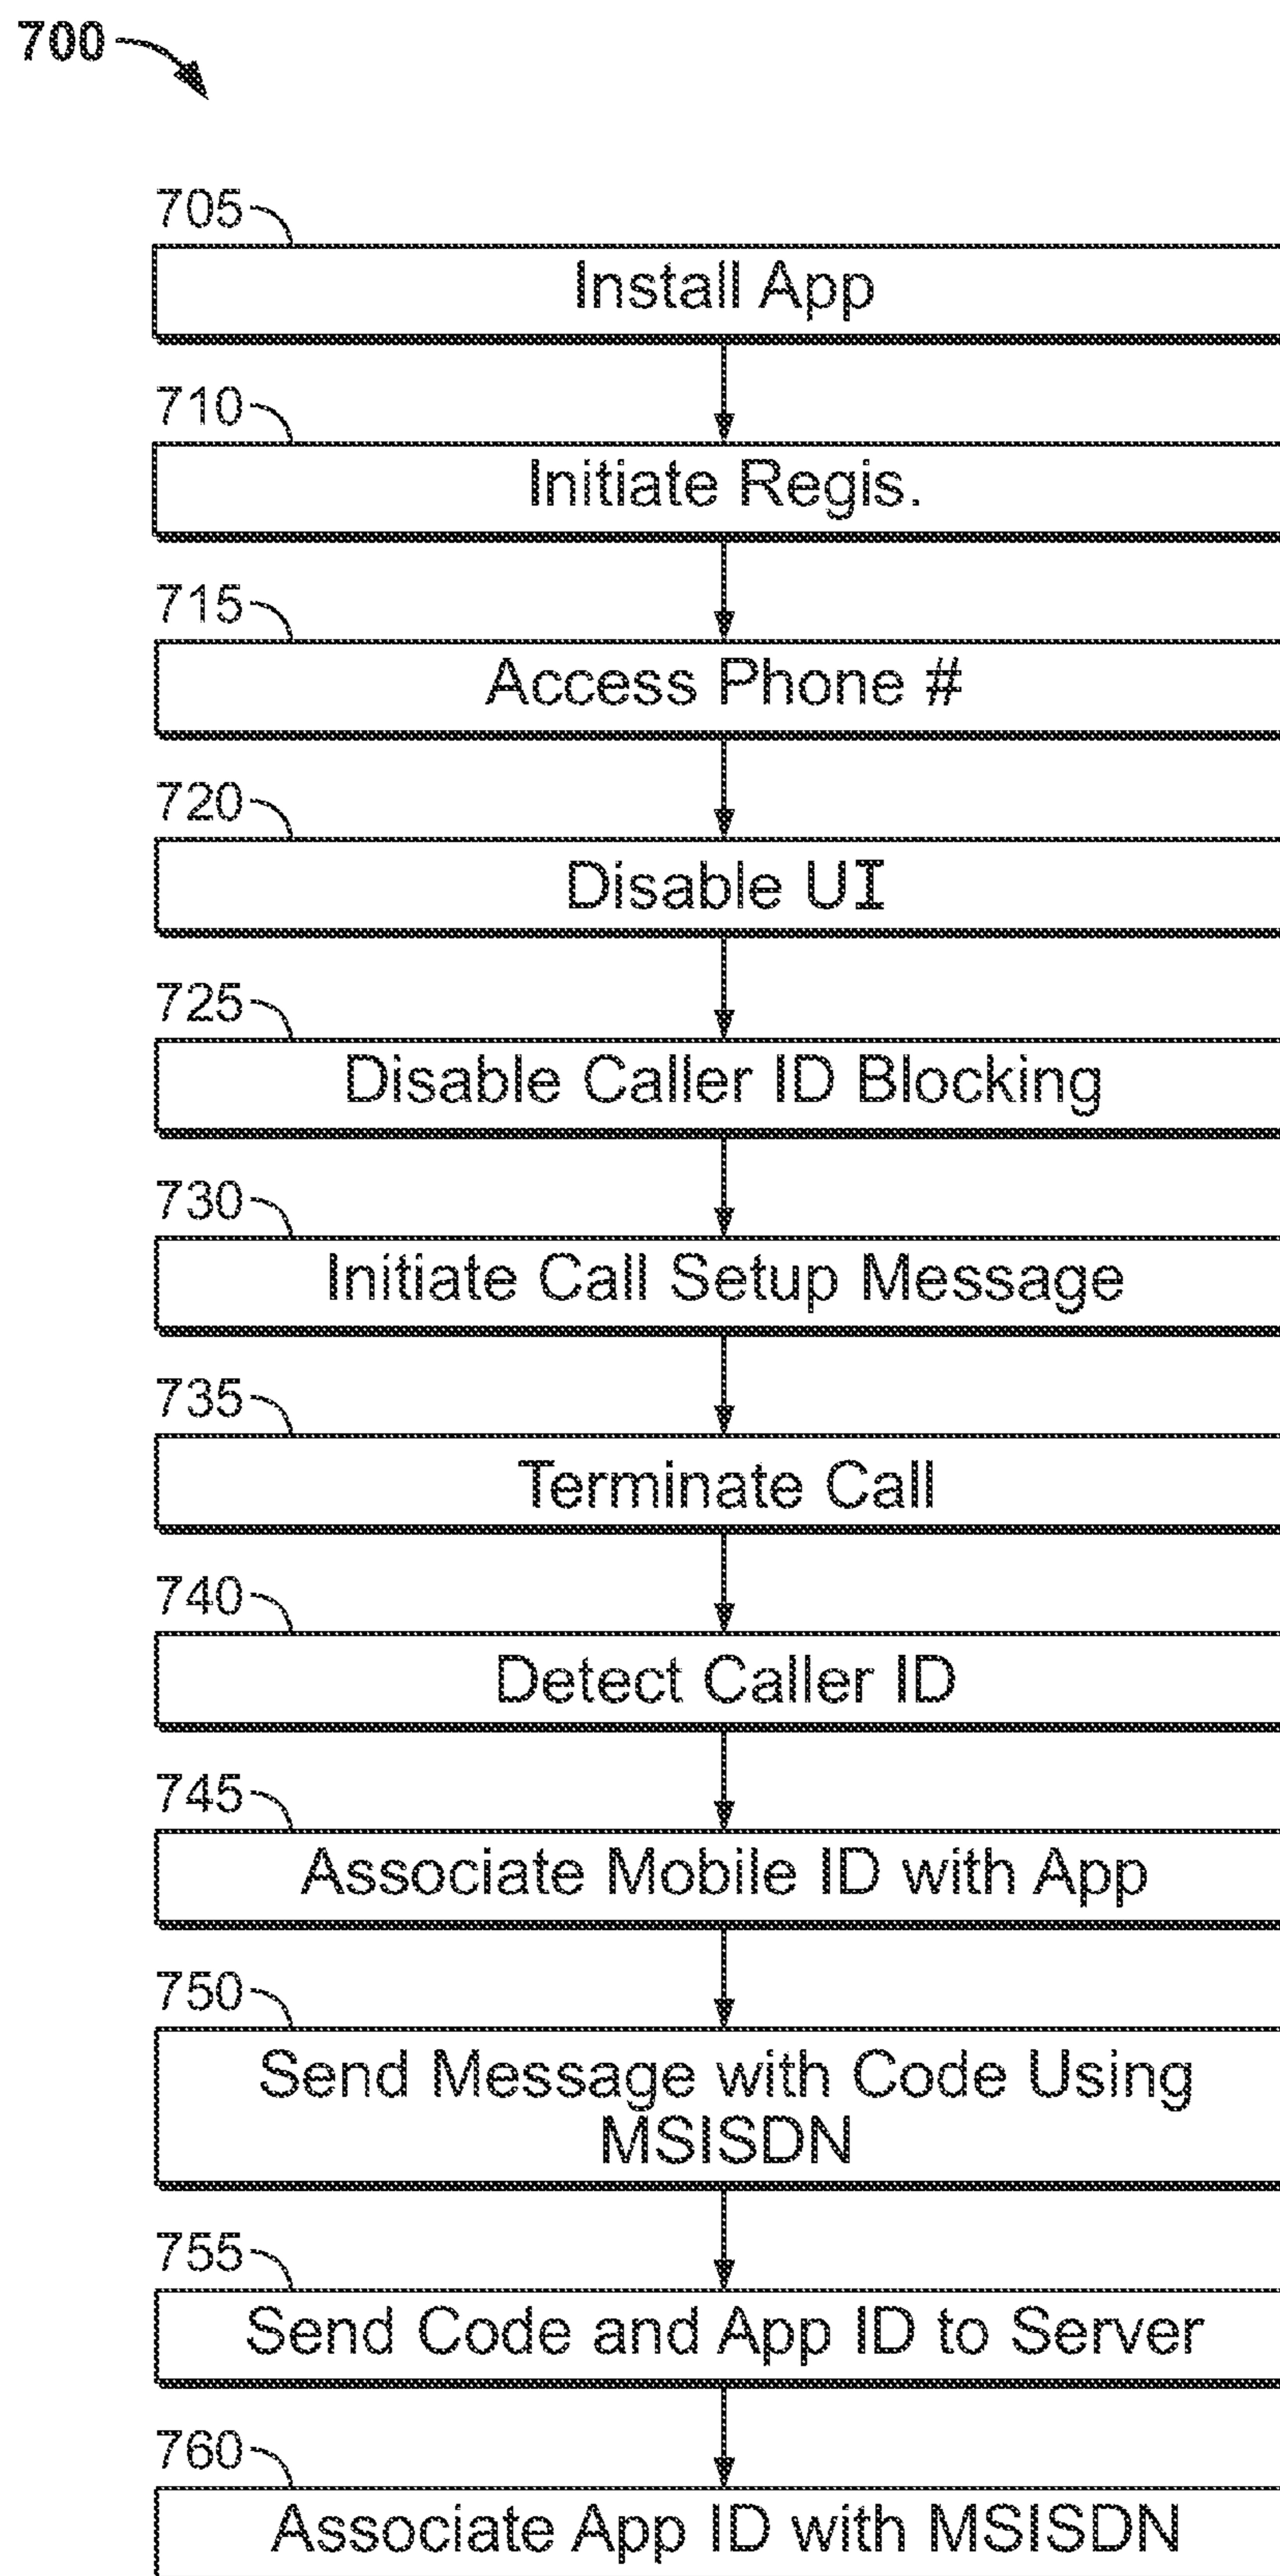 700
705
Install App
710
Initiate Regis.
715
Access Phone #
720
Disable UI
725
Disable Caller ID Blocking
730
Initiate Call Setup Message
735
Terminate Call
740
Detect Caller ID
745
Associate Mobile ID with App
750
Send Message with Code Using
MSISDN
755
Send Code and App ID to Server
760
Associate App ID with MSISDN